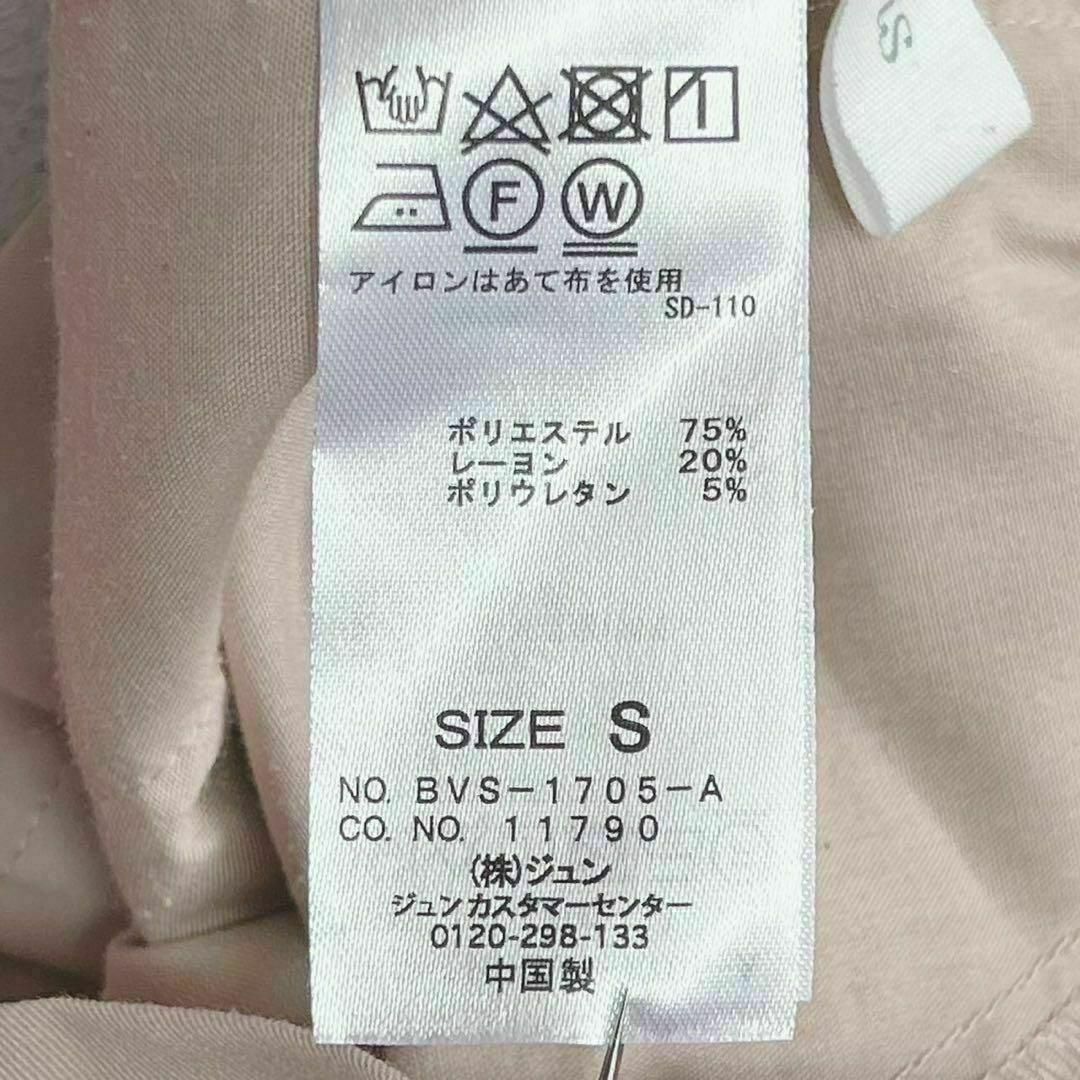 F W
アイロンはあて布を使用
SD-110
ポリエステル 75%
レーヨン 20%
ポリウレタン 5%
SIZE S
NO. BVS-1705-A
CO. NO. 11790
(株)ジュン
ジュンカスタマーセンター
0120-298-133
中国製